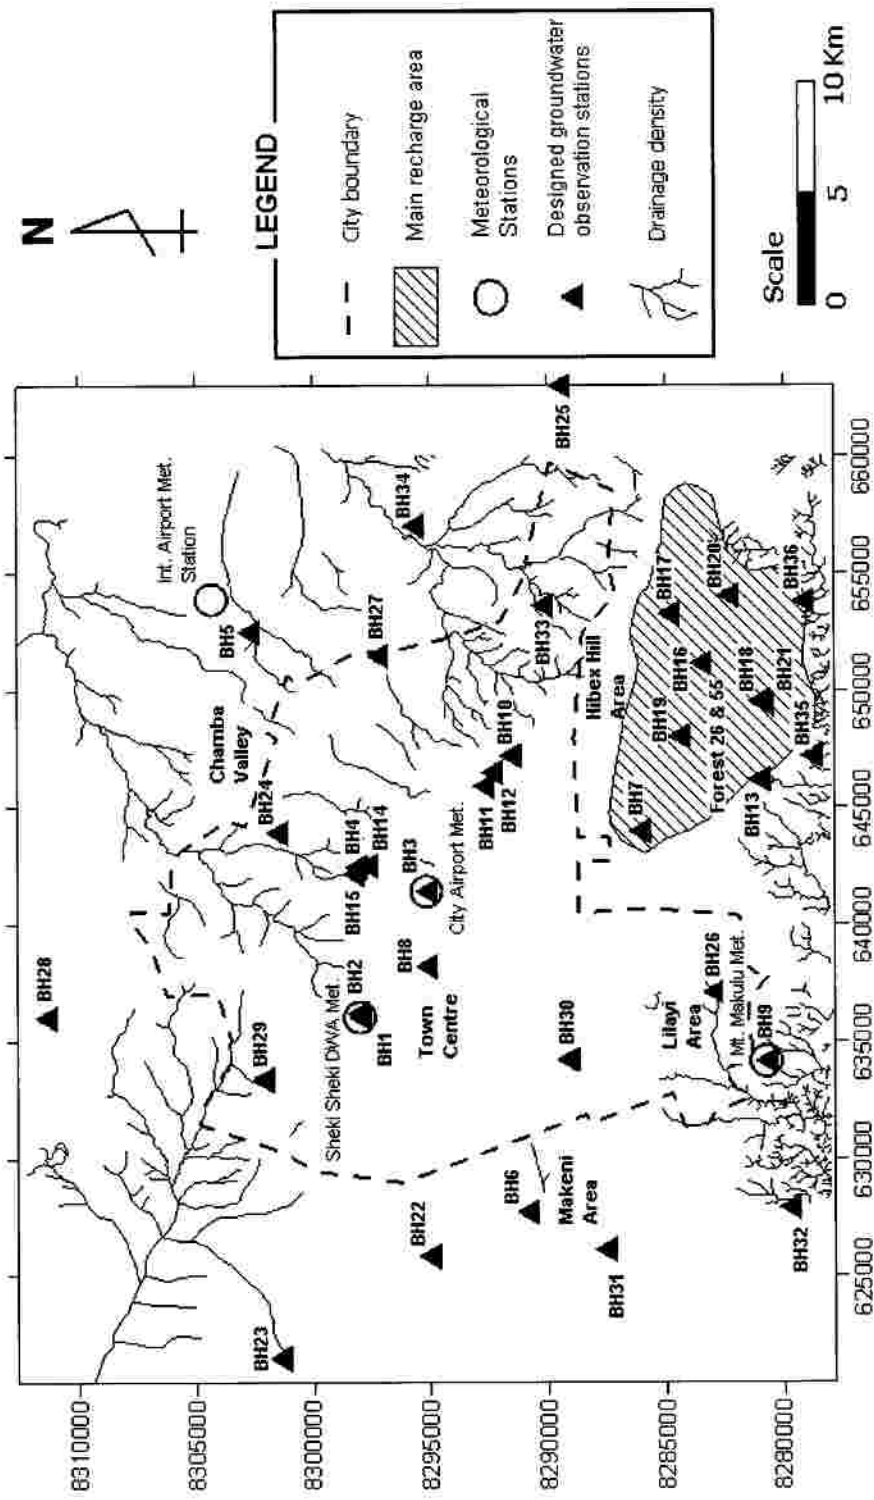 N
LEGEND
City boundary
Main recharge area
Meteorological
Stations
Designed groundwater
observation stations
Drainage density
Scale
0
5
10 Km
8310000
8305000
8300000
8295000
8290000
8285000
8280000
625000
630000
635000
640000
645000
650000
655000
660000
BH28
Int. Airport Met.
Station
BH5
Chamba
Valley
BH24
BH27
BH34
BH25
BH33
Hibex Hill
Area
BH10
BH11
BH12
BH4
BH14
BH15
BH3
City Airport Met.
BH8
Sheki Sheki DWA Met.
BH2
BH1
Town
Centre
BH29
BH23
BH22
BH6
Makeni
Area
BH31
BH32
BH30
Lilayi
Area
BH26
Mt. Makulu Met.
BH9
BH7
BH19
BH16
BH17
BH20
BH36
BH18
BH21
Forest 26 & 55
BH13
BH35